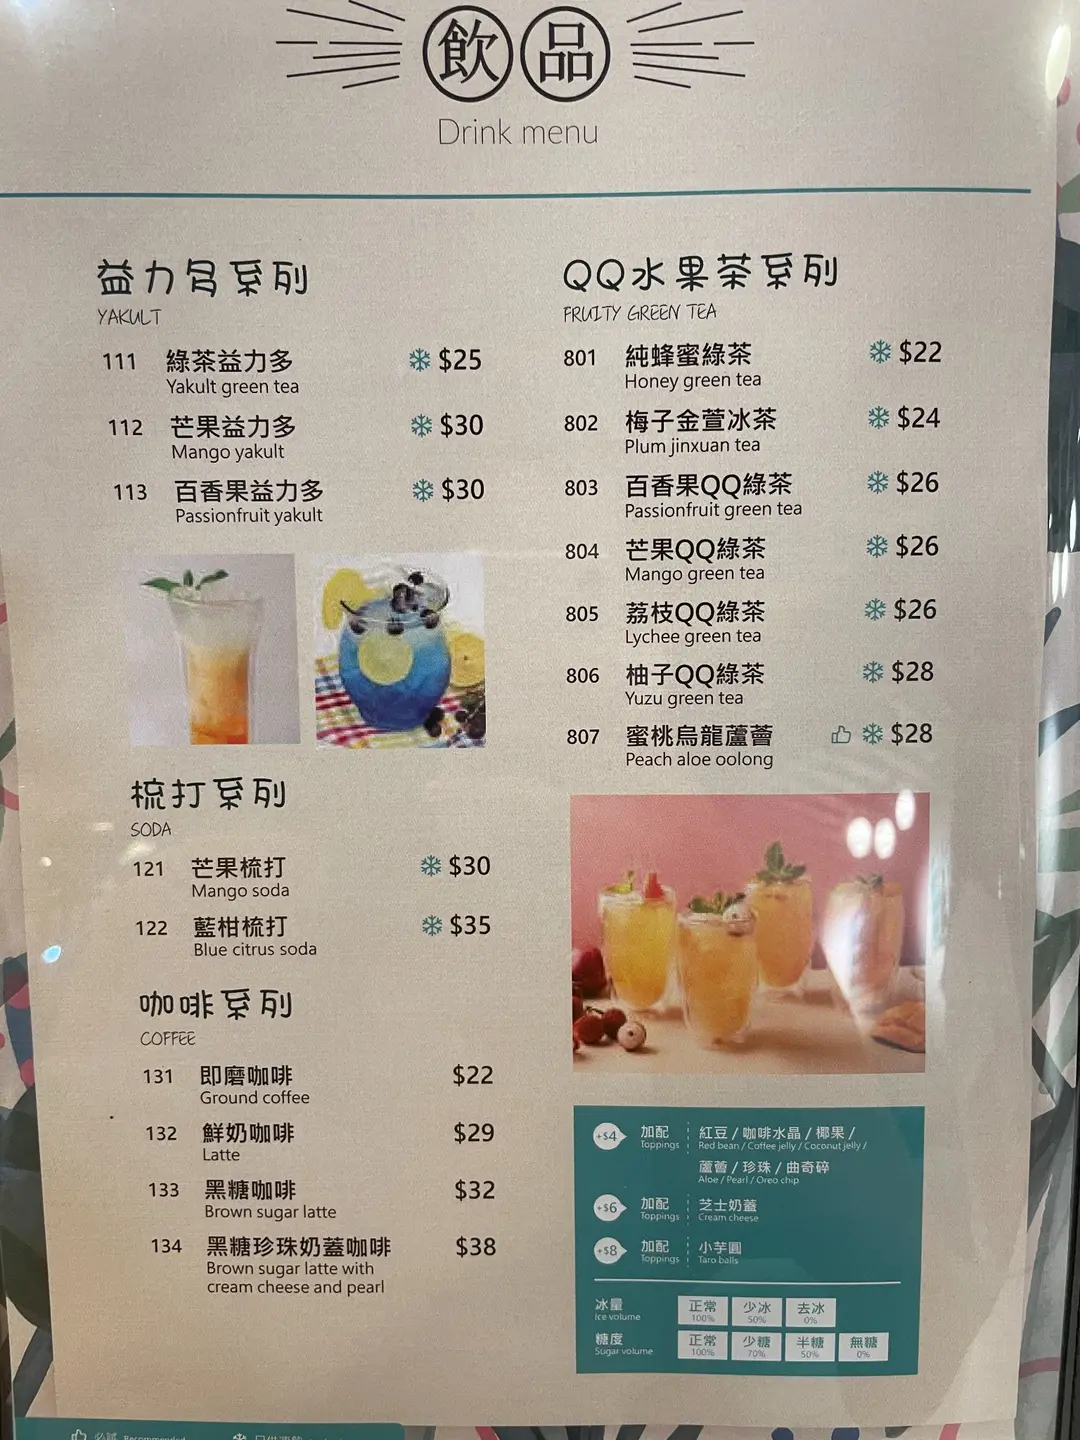 飲品
Drink menu
益力多系列
YAKULT
111 綠茶益力多 $25
Yakult green tea
112 芒果益力多 $30
Mango yakult
113 百香果益力多 $30
Passionfruit yakult
梳打系列
SODA
121 芒果梳打 $30
Mango soda
122 藍柑梳打 $35
Blue citrus soda
咖啡系列
COFFEE
131 即磨咖啡 $22
Ground coffee
132 鮮奶咖啡 $29
Latte
133 黑糖咖啡 $32
Brown sugar latte
134 黑糖珍珠奶蓋咖啡 $38
Brown sugar latte with
cream cheese and pearl
QQ水果茶系列
FRUITY GREEN TEA
801 純蜂蜜綠茶 $22
Honey green tea
802 梅子金萱冰茶 $24
Plum jinxuan tea
803 百香果QQ綠茶 $26
Passionfruit green tea
804 芒果QQ綠茶 $26
Mango green tea
805 荔枝QQ綠茶 $26
Lychee green tea
806 柚子QQ綠茶 $28
Yuzu green tea
807 蜜桃烏龍蘆薈 $28
Peach aloe oolong
+$4 加配 紅豆 / 咖啡水晶 / 椰果 /
Toppings Red bean / Coffee jelly / Coconut jelly /
蘆薈 / 珍珠 / 曲奇碎
Aloe / Pearl / Oreo chip
+$6 加配 芝士奶蓋
Toppings Cream cheese
+$8 加配 小芋圓
Toppings Taro balls
冰量 正常 少冰 去冰
Ice volume 100% 50% 0%
糖度 正常 少糖 半糖 無糖
Sugar volume 100% 70% 50% 0%
Recommended